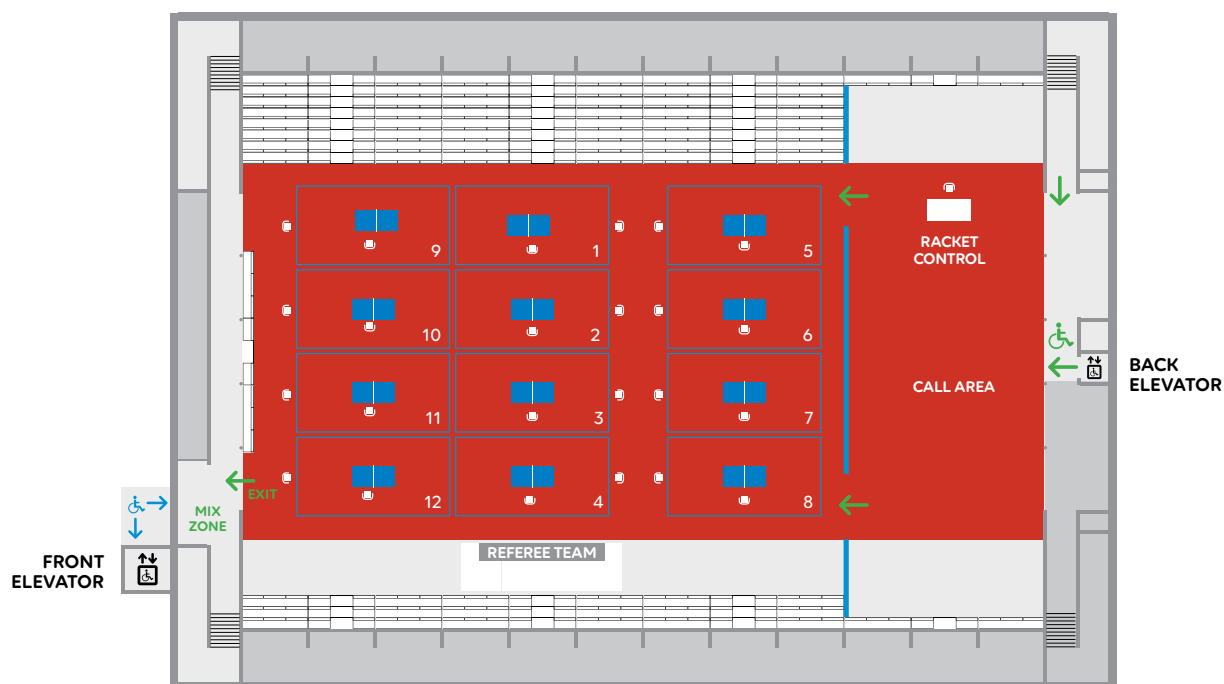 9
1
5
RACKET
CONTROL
10
2
6
BACK
ELEVATOR
CALL AREA
11
3
7
EXIT
12
4
8
MIX
ZONE
REFEREE TEAM
FRONT
ELEVATOR